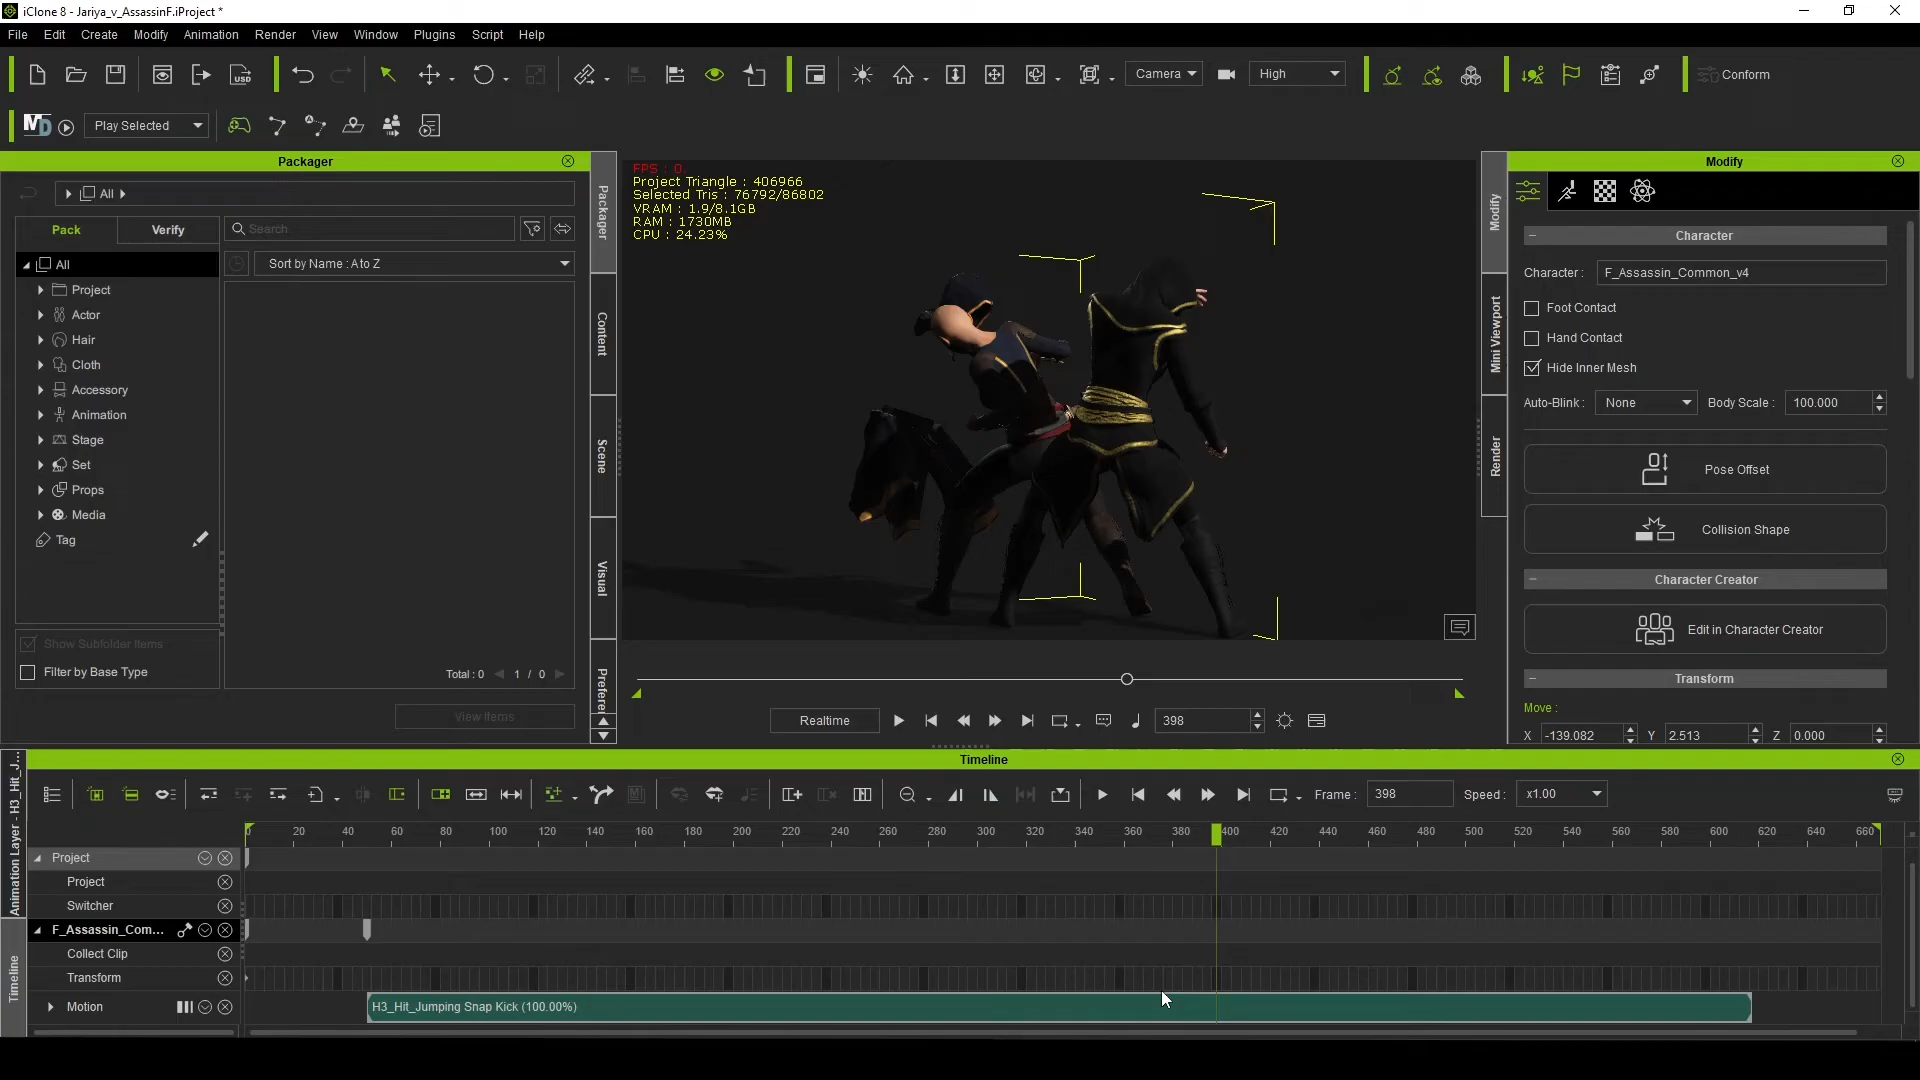 iClone 8 - Jariya_v_AssassinF.iProject *
File Edit Create Modify Animation Render View Window Plugins Script Help
USD
Camera
High
Conform
MD
Play Selected
Packager
All
Pack
Verify
Search
All
Sort by Name : A to Z
Project
Actor
Hair
Cloth
Accessory
Animation
Stage
Set
Props
Media
Tag
Show Subfolder Items
Filter by Base Type
Total : 0 1 / 0
View Items
Packager
Content
Scene
Visual
Prefere
FPS : 0.
Project Triangle : 406966
Selected Tris : 76792/86802
VRAM : 1.9/8.1GB
RAM : 1730MB
CPU : 24.23%
Realtime
398
Modify
Mini Viewport
Render
Modify
Character
Character : F_Assassin_Common_v4
Foot Contact
Hand Contact
Hide Inner Mesh
Auto-Blink : None Body Scale : 100.000
Pose Offset
Collision Shape
Character Creator
Edit in Character Creator
Transform
Move :
X -139.082 Y 2.513 Z 0.000
Timeline
Frame : 398 Speed : x1.00
0 20 40 60 80 100 120 140 160 180 200 220 240 260 280 300 320 340 360 380 400 420 440 460 480 500 520 540 560 580 600 620 640 660
Animation Layer - H3_Hit_J...
Timeline
Project
Project
Switcher
F_Assassin_Com...
Collect Clip
Transform
Motion
H3_Hit_Jumping Snap Kick (100.00%)